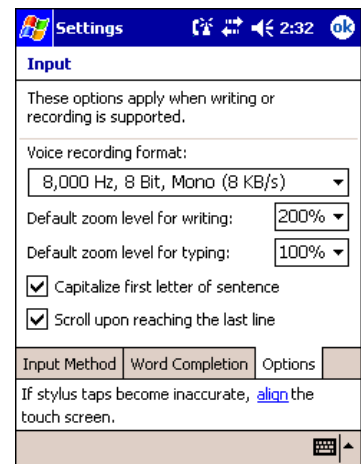 Settings 2:32 ok
Input
These options apply when writing or
recording is supported.
Voice recording format:
8,000 Hz, 8 Bit, Mono (8 KB/s)
Default zoom level for writing: 200%
Default zoom level for typing: 100%
Capitalize first letter of sentence
Scroll upon reaching the last line
Input Method Word Completion Options
If stylus taps become inaccurate, align the
touch screen.